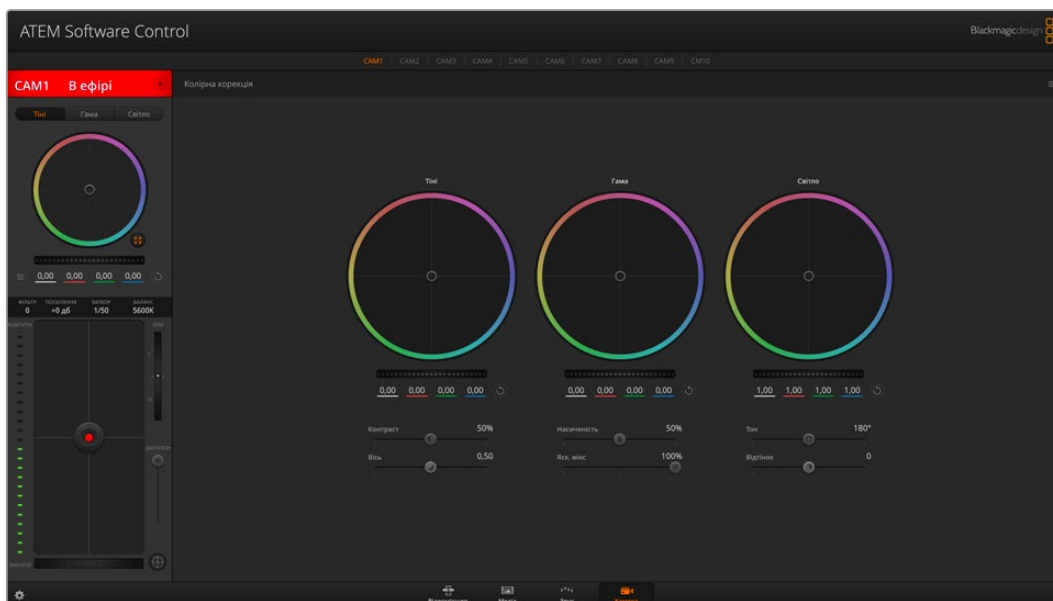 ATEM Software Control
Blackmagicdesign
CAM1 CAM2 CAM3 CAM4 CAM5 CAM6 CAM7 CAM8 CAM9 CM10
CAM1 В ефірі
Колірна корекція
Тіні Гама Світло
0,00 0,00 0,00 0,00
ФІЛЬТР ПОСИЛЕННЯ ЗАТВОР БАЛАНС
0 +0 дб 1/50 5600K
ДІАПАЗОН
Тіні Гама Світло
0,00 0,00 0,00 0,00 0,00 0,00 0,00 0,00 1,00 1,00 1,00 1,00
Контраст 50% Насиченість 50% Тон 180°
Вісь 0,50 Яск. мікс 100% Відтінок 0